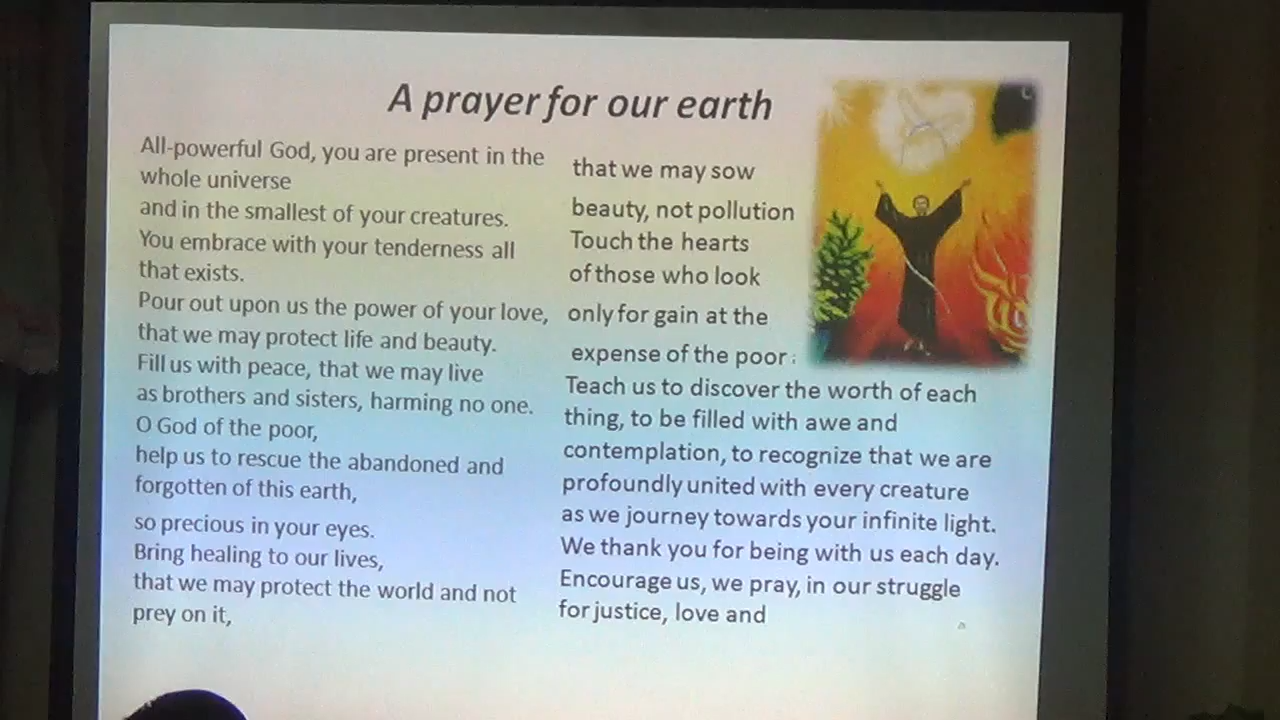 A prayer for our earth
All-powerful God, you are present in the
whole universe
and in the smallest of your creatures.
You embrace with your tenderness all
that exists.
Pour out upon us the power of your love,
that we may protect life and beauty.
Fill us with peace, that we may live
as brothers and sisters, harming no one.
O God of the poor,
help us to rescue the abandoned and
forgotten of this earth,
so precious in your eyes.
Bring healing to our lives,
that we may protect the world and not
prey on it,
that we may sow
beauty, not pollution
Touch the hearts
of those who look
only for gain at the
expense of the poor.
Teach us to discover the worth of each
thing, to be filled with awe and
contemplation, to recognize that we are
profoundly united with every creature
as we journey towards your infinite light.
We thank you for being with us each day.
Encourage us, we pray, in our struggle
for justice, love and